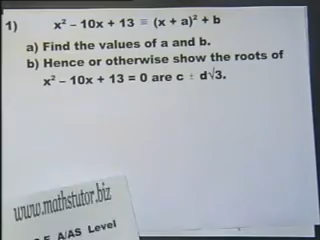 1) x² – 10x + 13 ≡ (x + a)² + b
a) Find the values of a and b.
b) Hence or otherwise show the roots of
x² – 10x + 13 = 0 are c ± d√3.
www.mathstutor.biz
A/AS Level